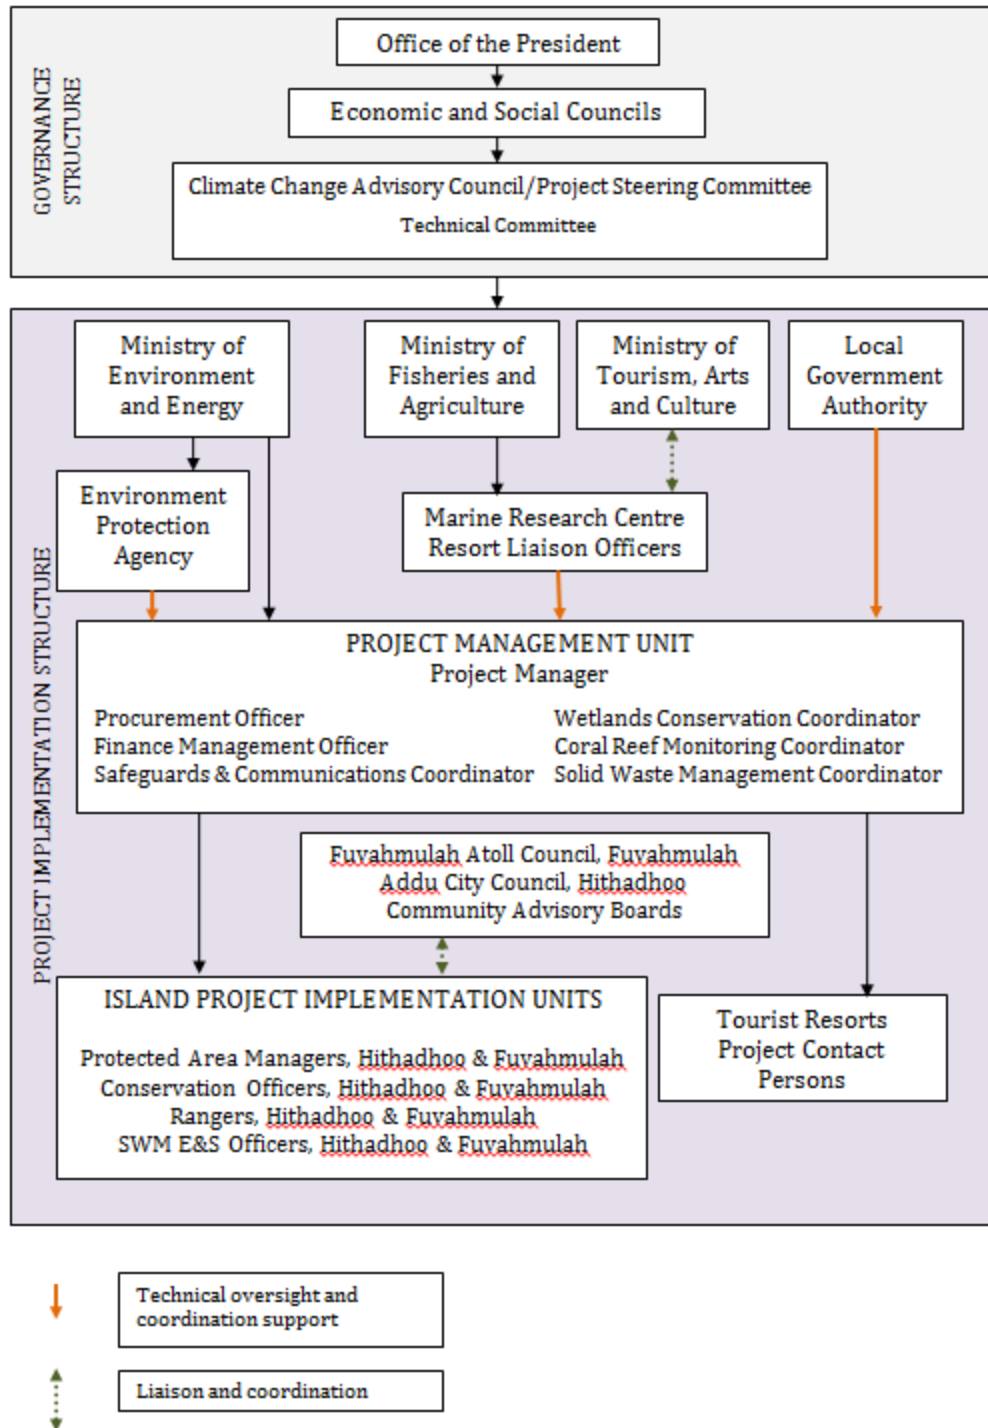 GOVERNANCE
STRUCTURE
Office of the President
Economic and Social Councils
Climate Change Advisory Council/Project Steering Committee
Technical Committee
PROJECT IMPLEMENTATION STRUCTURE
Ministry of
Environment
and Energy
Ministry of
Fisheries and
Agriculture
Ministry of
Tourism, Arts
and Culture
Local
Government
Authority
Environment
Protection
Agency
Marine Research Centre
Resort Liaison Officers
PROJECT MANAGEMENT UNIT
Project Manager
Procurement Officer
Finance Management Officer
Safeguards & Communications Coordinator
Wetlands Conservation Coordinator
Coral Reef Monitoring Coordinator
Solid Waste Management Coordinator
Fuvahmulah Atoll Council, Fuvahmulah
Addu City Council, Hithadhoo
Community Advisory Boards
ISLAND PROJECT IMPLEMENTATION UNITS
Protected Area Managers, Hithadhoo & Fuvahmulah
Conservation Officers, Hithadhoo & Fuvahmulah
Rangers, Hithadhoo & Fuvahmulah
SWM E&S Officers, Hithadhoo & Fuvahmulah
Tourist Resorts
Project Contact
Persons
Technical oversight and
coordination support
Liaison and coordination